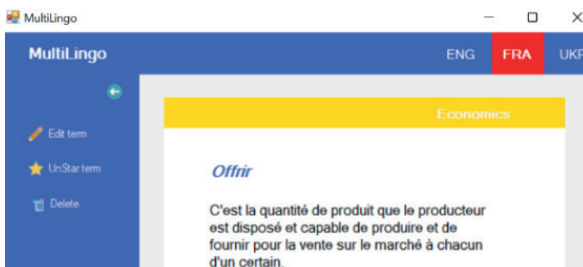 MultiLingo
MultiLingo ENG FRA UKR
Economics
Edit term
UnStar term
Delete
Offrir
C'est la quantité de produit que le producteur
est disposé et capable de produire et de
fournir pour la vente sur le marché à chacun
d'un certain.